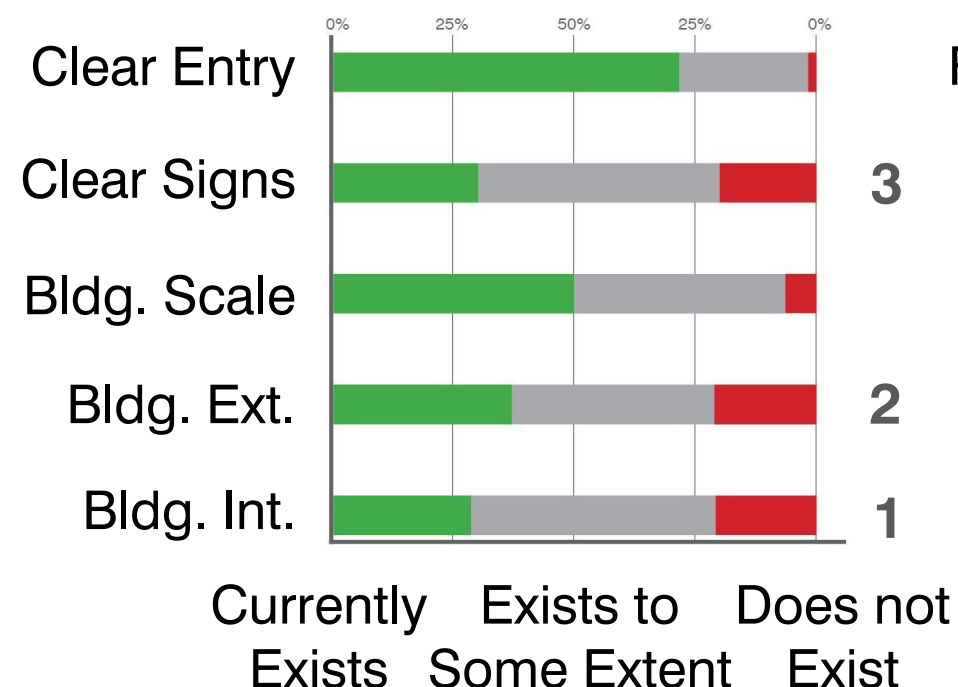 0% 25% 50% 25% 0%
Clear Entry
Clear Signs 3
Bldg. Scale
Bldg. Ext. 2
Bldg. Int. 1
Currently Exists to Does not
Exists Some Extent Exist